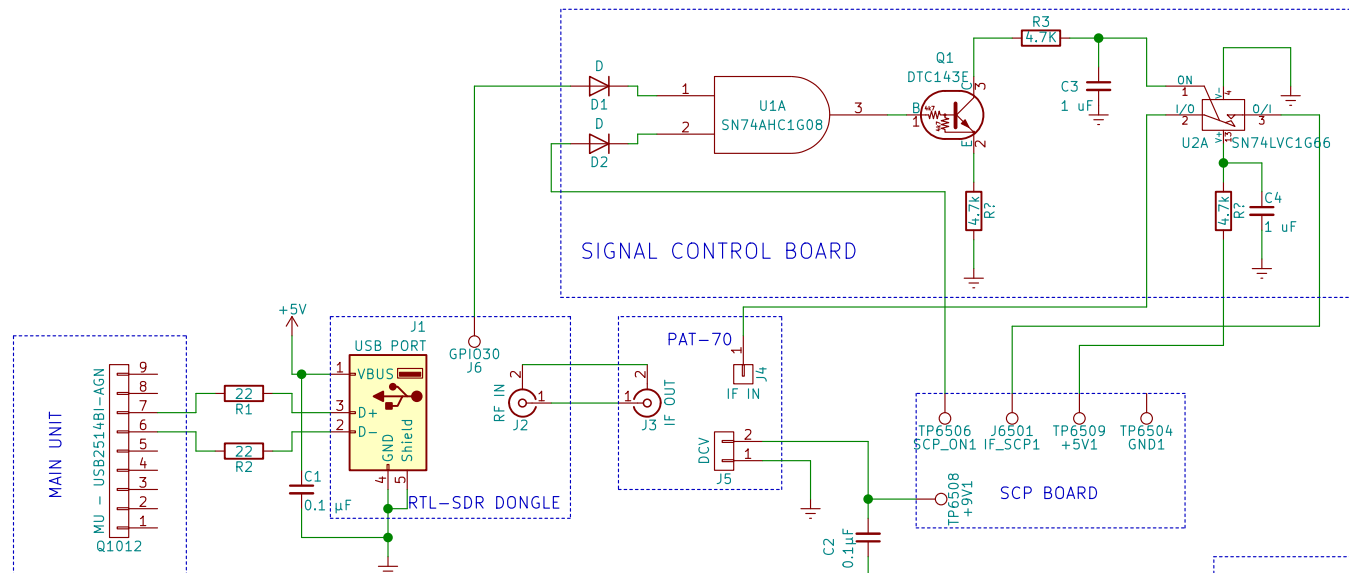 R3
4.7K
Q1
DTC143E
C
3
B
1
4k7
4k7
E
2
D
D1
D
D2
1
2
U1A
SN74AHC1G08
3
C3
1 uF
ON
1
V-
4
I/O
2
O/I
3
V+
13
U2A
SN74LVC1G66
4.7k
R?
4.7k
R?
C4
1 uF
SIGNAL CONTROL BOARD
+5V
J1
USB PORT
GPIO30
J6
PAT-70
VBUS
1
D+
3
D-
2
GND
4
Shield
5
RTL-SDR DONGLE
MAIN UNIT
MU - USB2514BI-AGN
9
8
7
6
5
4
3
2
1
Q1012
22
R1
22
R2
C1
0.1 µF
RF IN
2
1
J2
2
1
IF OUT
J3
1
J4
IF IN
DCV
2
1
J5
TP6506
SCP_ON1
J6501
IF_SCP1
TP6509
+5V1
TP6504
GND1
TP6508
+9V1
SCP BOARD
C2
0.1µF